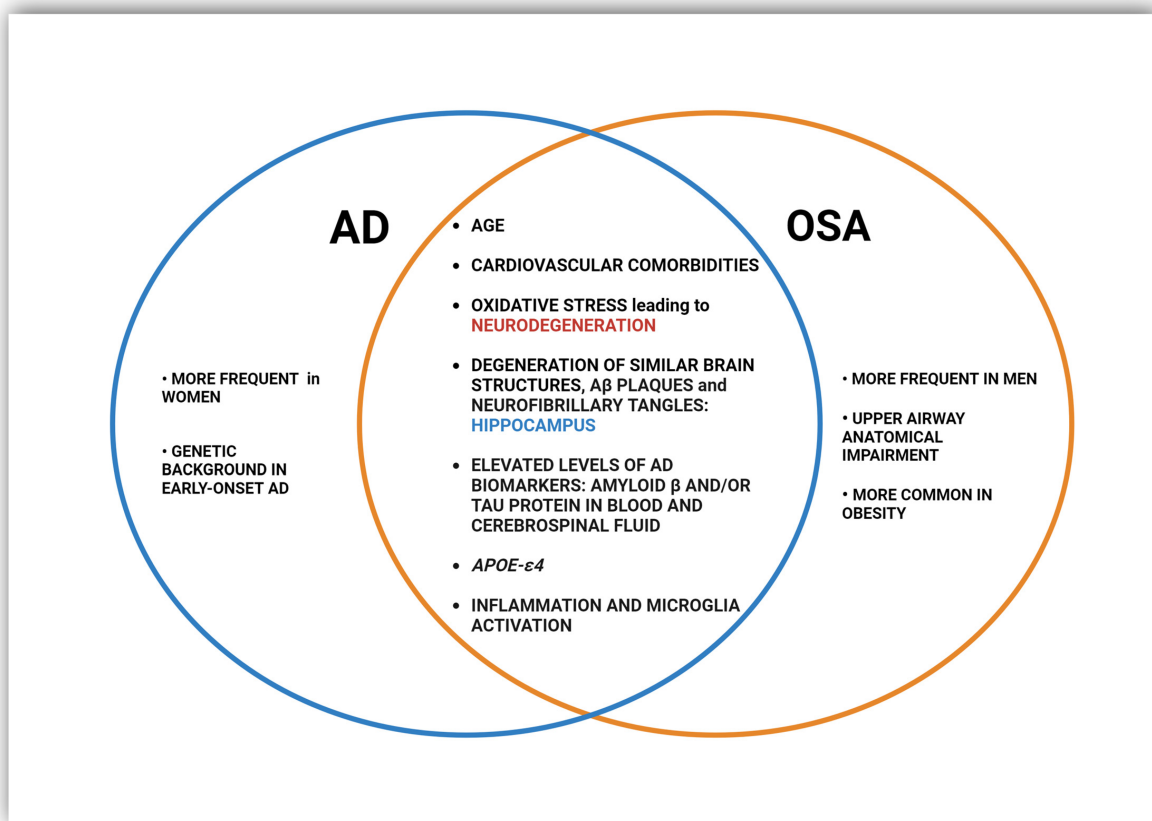 AD
OSA
• AGE
• CARDIOVASCULAR COMORBIDITIES
• OXIDATIVE STRESS leading to
NEURODEGENERATION
• DEGENERATION OF SIMILAR BRAIN
STRUCTURES, Aβ PLAQUES and
NEUROFIBRILLARY TANGLES:
HIPPOCAMPUS
• ELEVATED LEVELS OF AD
BIOMARKERS: AMYLOID β AND/OR
TAU PROTEIN IN BLOOD AND
CEREBROSPINAL FLUID
• APOE-ε4
• INFLAMMATION AND MICROGLIA
ACTIVATION
• MORE FREQUENT in
WOMEN
• GENETIC
BACKGROUND IN
EARLY-ONSET AD
• MORE FREQUENT IN MEN
• UPPER AIRWAY
ANATOMICAL
IMPAIRMENT
• MORE COMMON IN
OBESITY